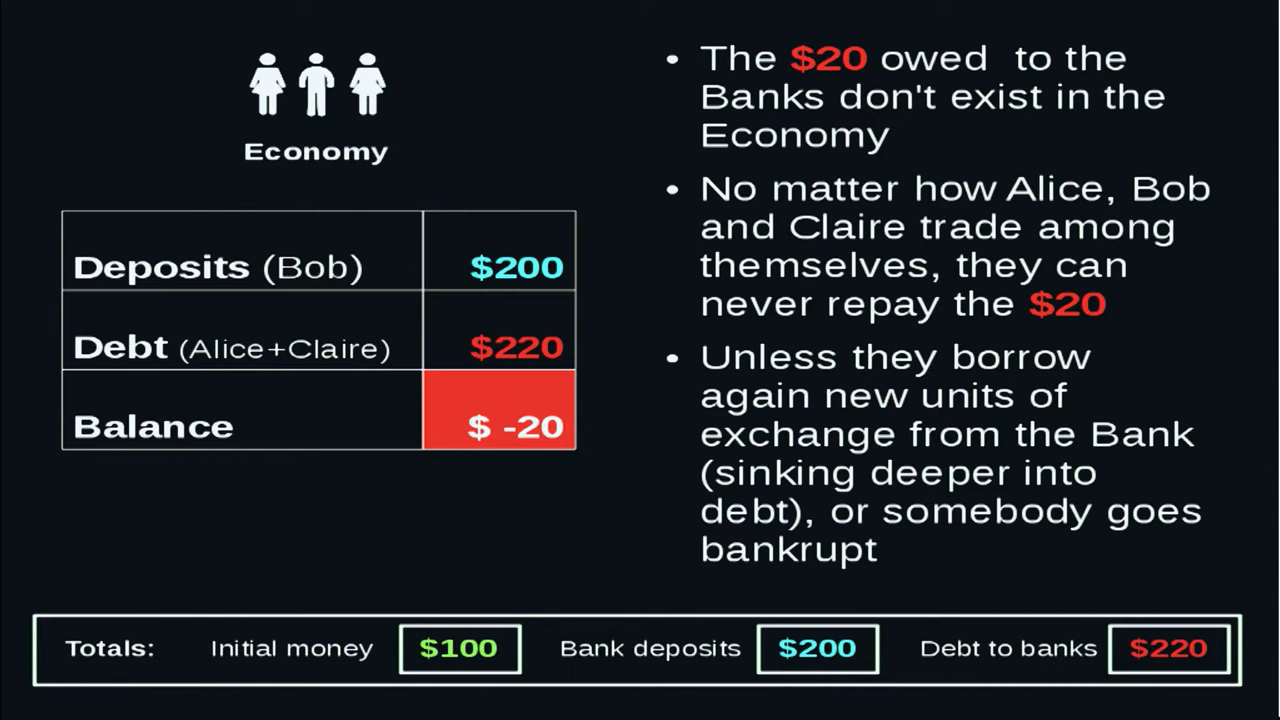 Economy
Deposits (Bob) $200
Debt (Alice+Claire) $220
Balance $ -20
• The $20 owed to the
Banks don't exist in the
Economy
• No matter how Alice, Bob
and Claire trade among
themselves, they can
never repay the $20
• Unless they borrow
again new units of
exchange from the Bank
(sinking deeper into
debt), or somebody goes
bankrupt
Totals: Initial money $100 Bank deposits $200 Debt to banks $220